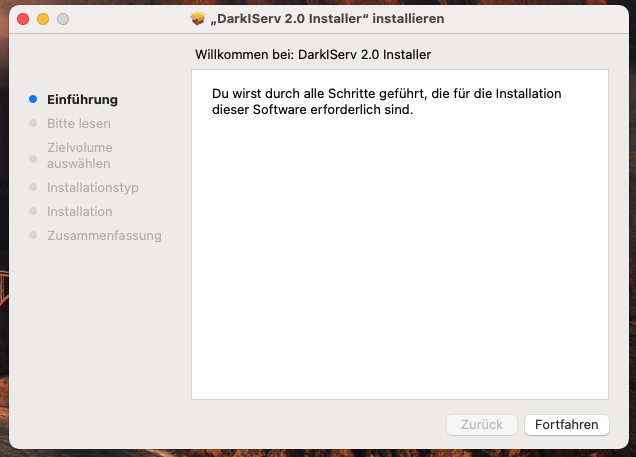 „DarkIServ 2.0 Installer“ installieren
Willkommen bei: DarkIServ 2.0 Installer
Einführung
Bitte lesen
Zielvolume
auswählen
Installationstyp
Installation
Zusammenfassung
Du wirst durch alle Schritte geführt, die für die Installation
dieser Software erforderlich sind.
Zurück
Fortfahren